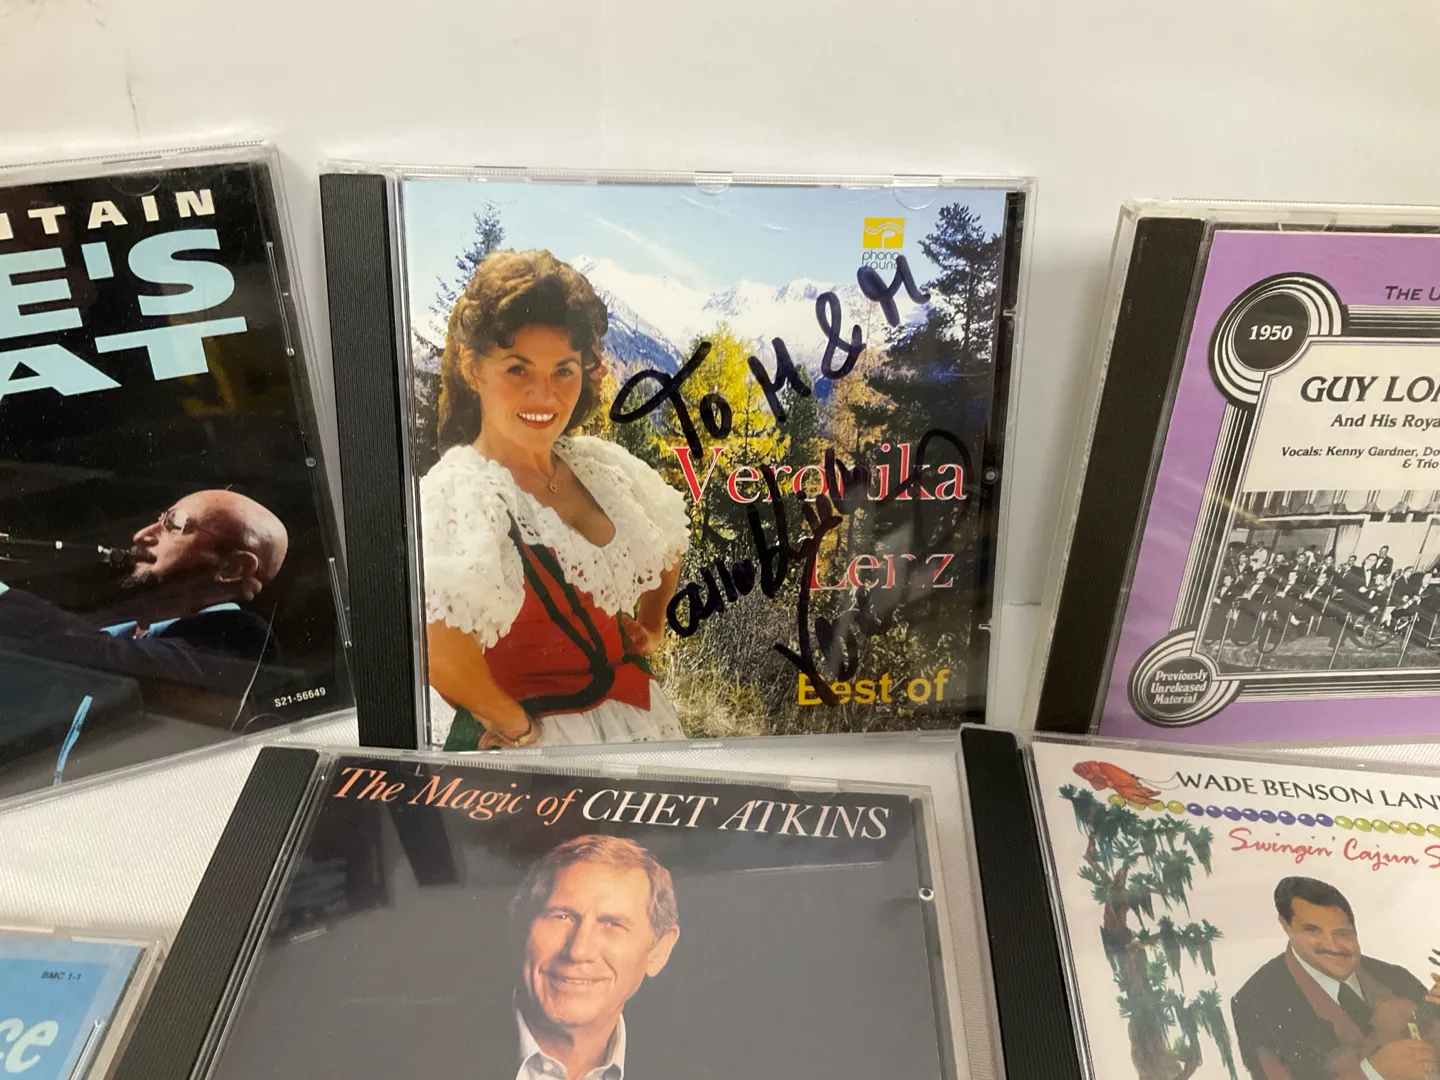 NTAIN
E'S
AT
S21-56649
phono
sound
To H & M
Veronika
Lenz
Best of
THE U
1950
GUY LO
And His Roya
Vocals: Kenny Gardner, Do
& Trio
Previously
Unreleased
Material
The Magic of CHET ATKINS
WADE BENSON LAN
Swingin' Cajun S
BMC 1-1
ce